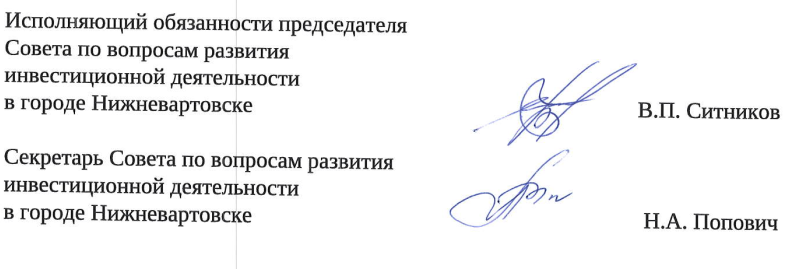 Исполняющий обязанности председателя
Совета по вопросам развития
инвестиционной деятельности
в городе Нижневартовске
В.П. Ситников
Секретарь Совета по вопросам развития
инвестиционной деятельности
в городе Нижневартовске
Н.А. Попович